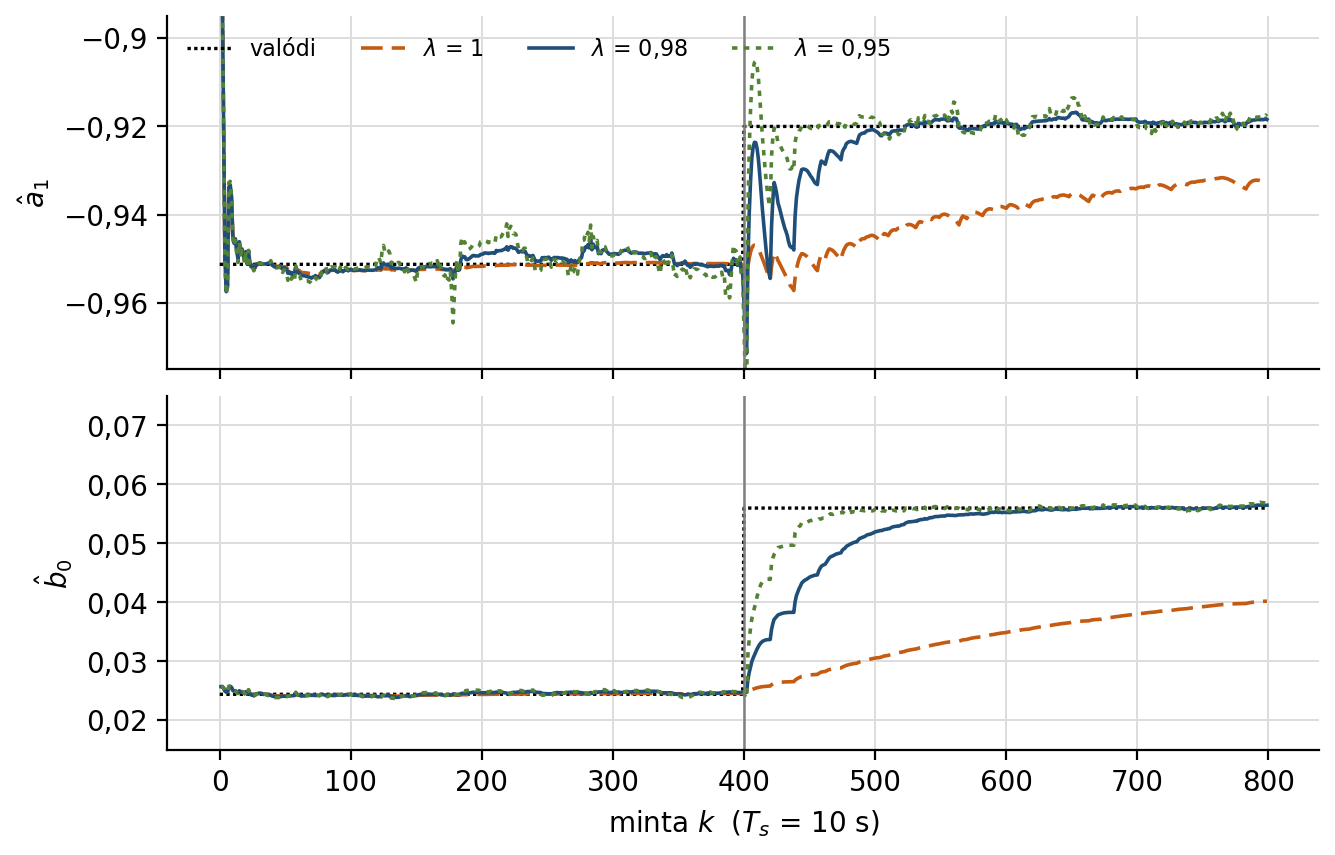 −0,9
valódi
λ = 1
λ = 0,98
λ = 0,95
−0,92
−0,94
−0,96
â₁
0,07
0,06
0,05
0,04
0,03
0,02
b̂₀
0 100 200 300 400 500 600 700 800
minta k (Tₛ = 10 s)